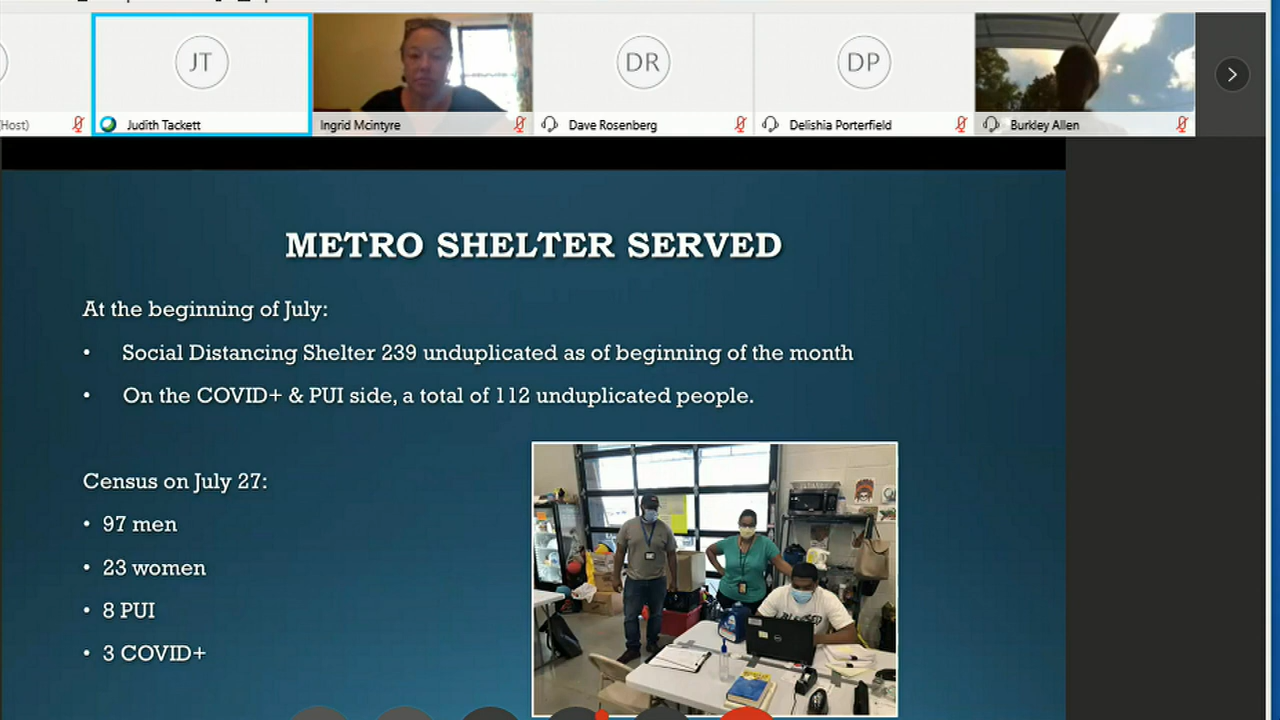 Host)
JT
Judith Tackett
Ingrid Mcintyre
DR
Dave Rosenberg
DP
Delishia Porterfield
Burkley Allen
METRO SHELTER SERVED
At the beginning of July:
• Social Distancing Shelter 239 unduplicated as of beginning of the month
• On the COVID+ & PUI side, a total of 112 unduplicated people.
Census on July 27:
• 97 men
• 23 women
• 8 PUI
• 3 COVID+